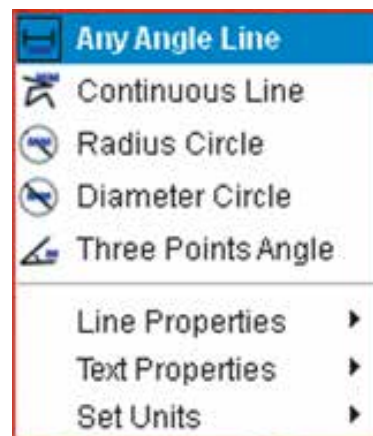 Any Angle Line
Continuous Line
Radius Circle
Diameter Circle
Three Points Angle
Line Properties
Text Properties
Set Units